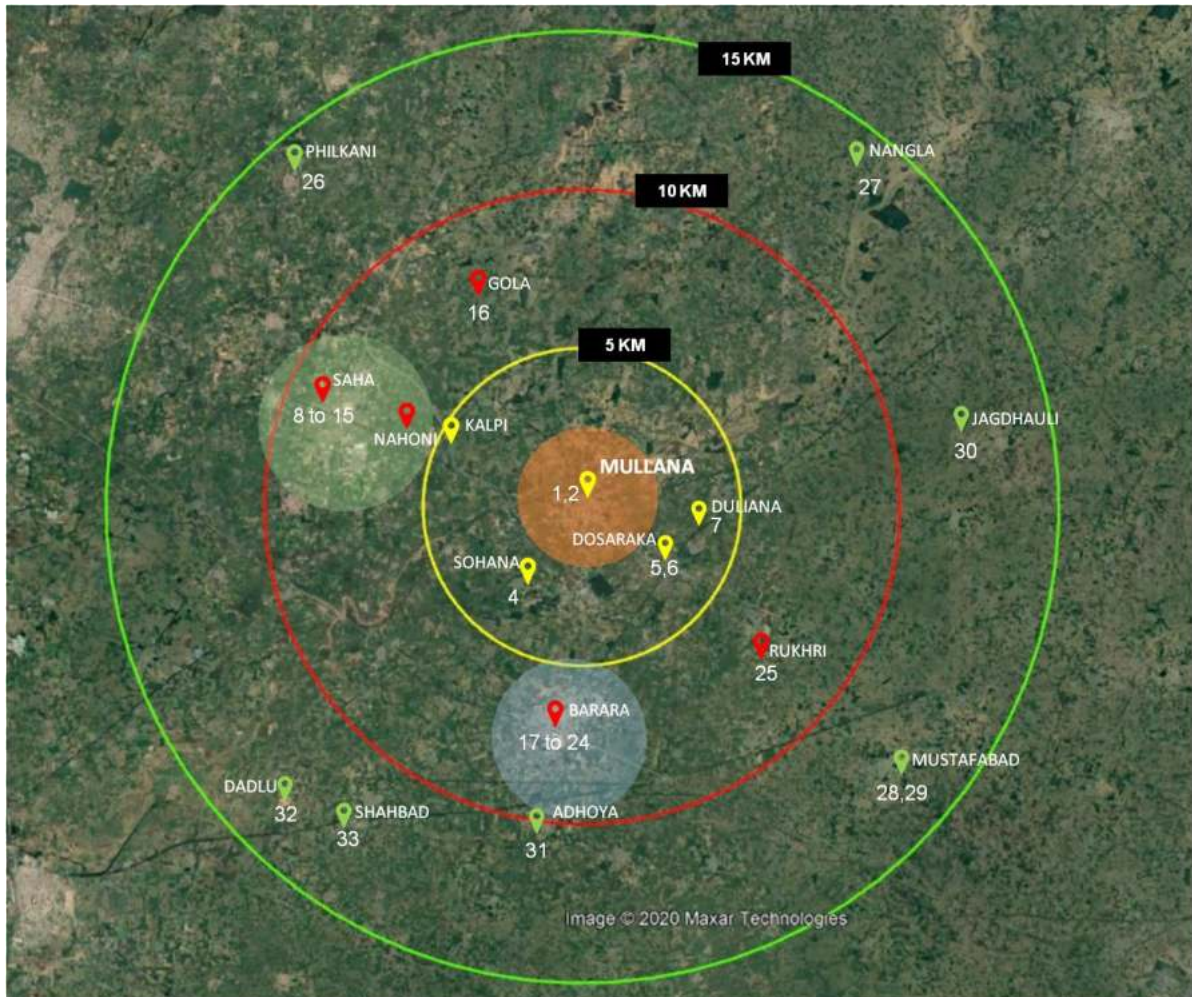 15 KM
PHILKANI
26
NANGLA
27
10 KM
GOLA
16
5 KM
SAHA
8 to 15
NAHONI
KALPI
JAGDHAULI
30
MULLANA
1,2
DULIANA
7
DOSARAKA
5,6
SOHANA
4
RUKHRI
25
BARARA
17 to 24
MUSTAFABAD
28,29
DADLU
32
SHAHBAD
33
ADHOYA
31
Image © 2020 Maxar Technologies